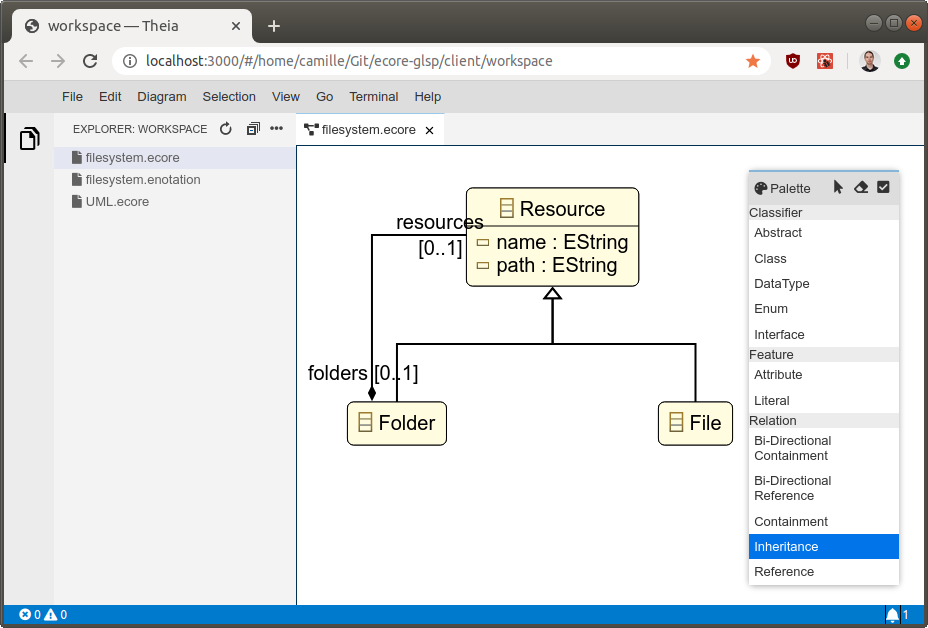 workspace — Theia
localhost:3000/#/home/camille/Git/ecore-glsp/client/workspace
File Edit Diagram Selection View Go Terminal Help
EXPLORER: WORKSPACE
filesystem.ecore
filesystem.ecore
filesystem.enotation
UML.ecore
Resource
name : EString
path : EString
resources
[0..1]
folders [0..1]
Folder
File
Palette
Classifier
Abstract
Class
DataType
Enum
Interface
Feature
Attribute
Literal
Relation
Bi-Directional
Containment
Bi-Directional
Reference
Containment
Inheritance
Reference
0 0
1